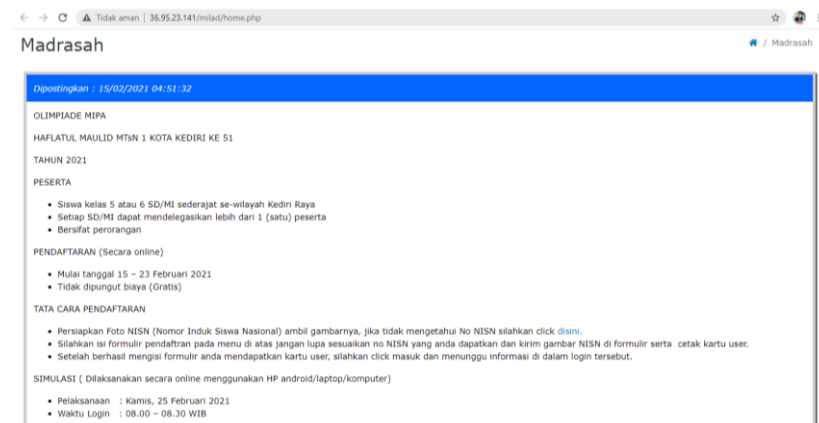 Tidak aman | 36.95.23.141/milad/home.php
Madrasah
/ Madrasah
Dipostingkan : 15/02/2021 04:51:32
OLIMPIADE MIPA
HAFLATUL MAULID MTsN 1 KOTA KEDIRI KE 51
TAHUN 2021
PESERTA
• Siswa kelas 5 atau 6 SD/MI sederajat se-wilayah Kediri Raya
• Setiap SD/MI dapat mendelegasikan lebih dari 1 (satu) peserta
• Bersifat perorangan
PENDAFTARAN (Secara online)
• Mulai tanggal 15 – 23 Februari 2021
• Tidak dipungut biaya (Gratis)
TATA CARA PENDAFTARAN
• Persiapkan Foto NISN (Nomor Induk Siswa Nasional) ambil gambarnya, jika tidak mengetahui No NISN silahkan click disini.
• Silahkan isi formulir pendaftran pada menu di atas jangan lupa sesuaikan no NISN yang anda dapatkan dan kirim gambar NISN di formulir serta cetak kartu user.
• Setelah berhasil mengisi formulir anda mendapatkan kartu user, silahkan click masuk dan menunggu informasi di dalam login tersebut.
SIMULASI ( Dilaksanakan secara online menggunakan HP android/laptop/komputer)
• Pelaksanaan : Kamis, 25 Februari 2021
• Waktu Login : 08.00 – 08.30 WIB